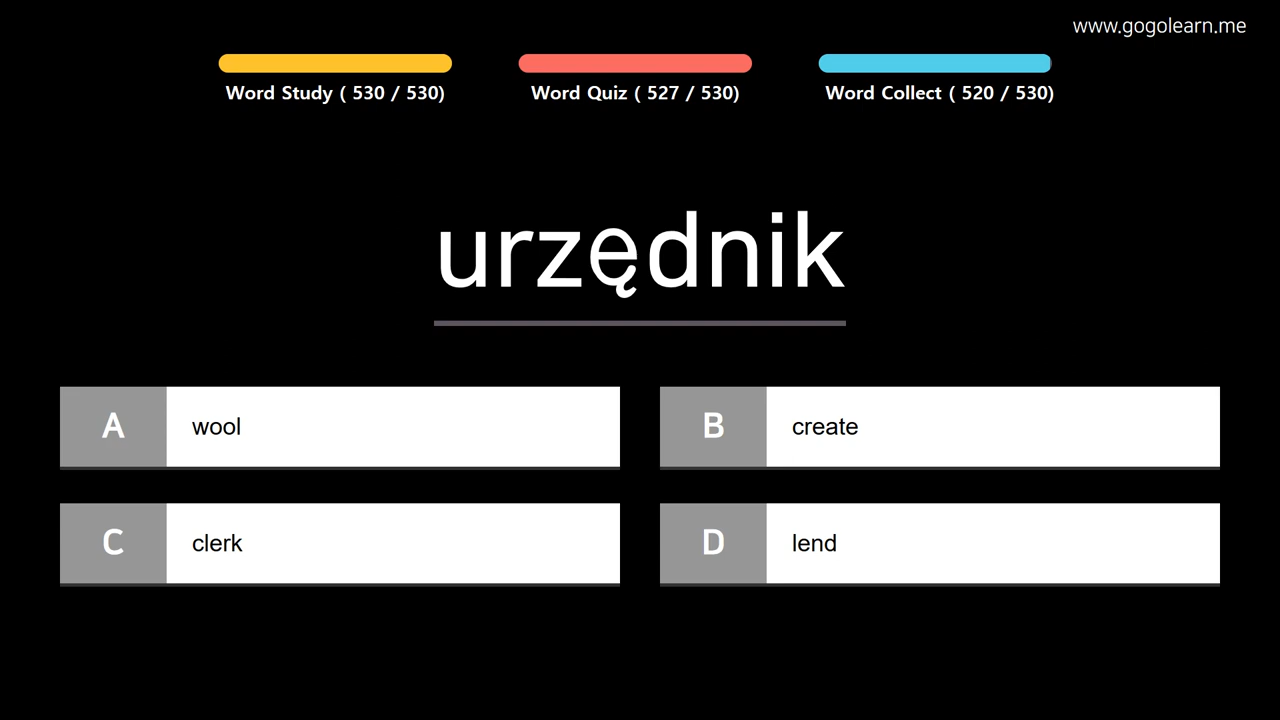 www.gogolearn.me
Word Study ( 530 / 530)
Word Quiz ( 527 / 530)
Word Collect ( 520 / 530)
urzędnik
A wool
B create
C clerk
D lend